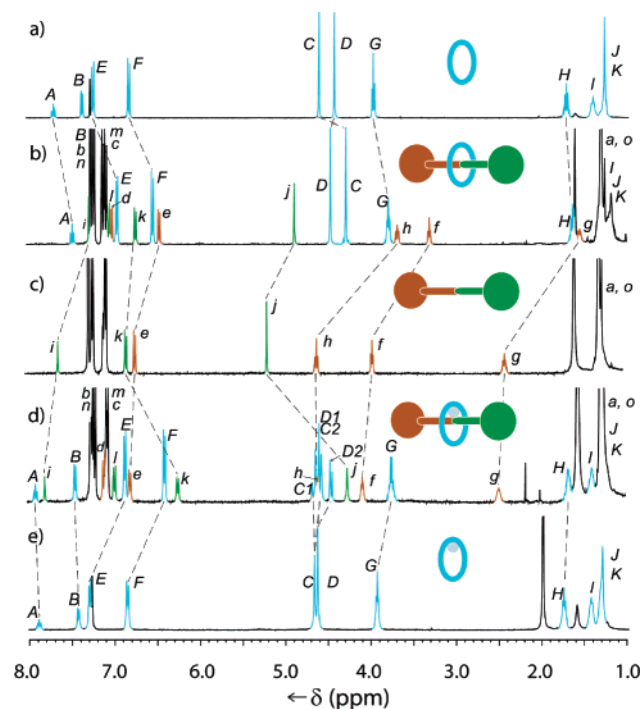 a)
A B E F C D G H I J K
b)
A B b n i m c l d E F k e j D C G h f H g a, o I J K
c)
i k e j h f g a, o
d)
A i B b n m c d l E e F k h C1 D1 C2 D2 j f G g H I a, o J K
e)
A B E F C D G H I J K
8.0 7.0 6.0 5.0 4.0 3.0 2.0 1.0
←δ (ppm)